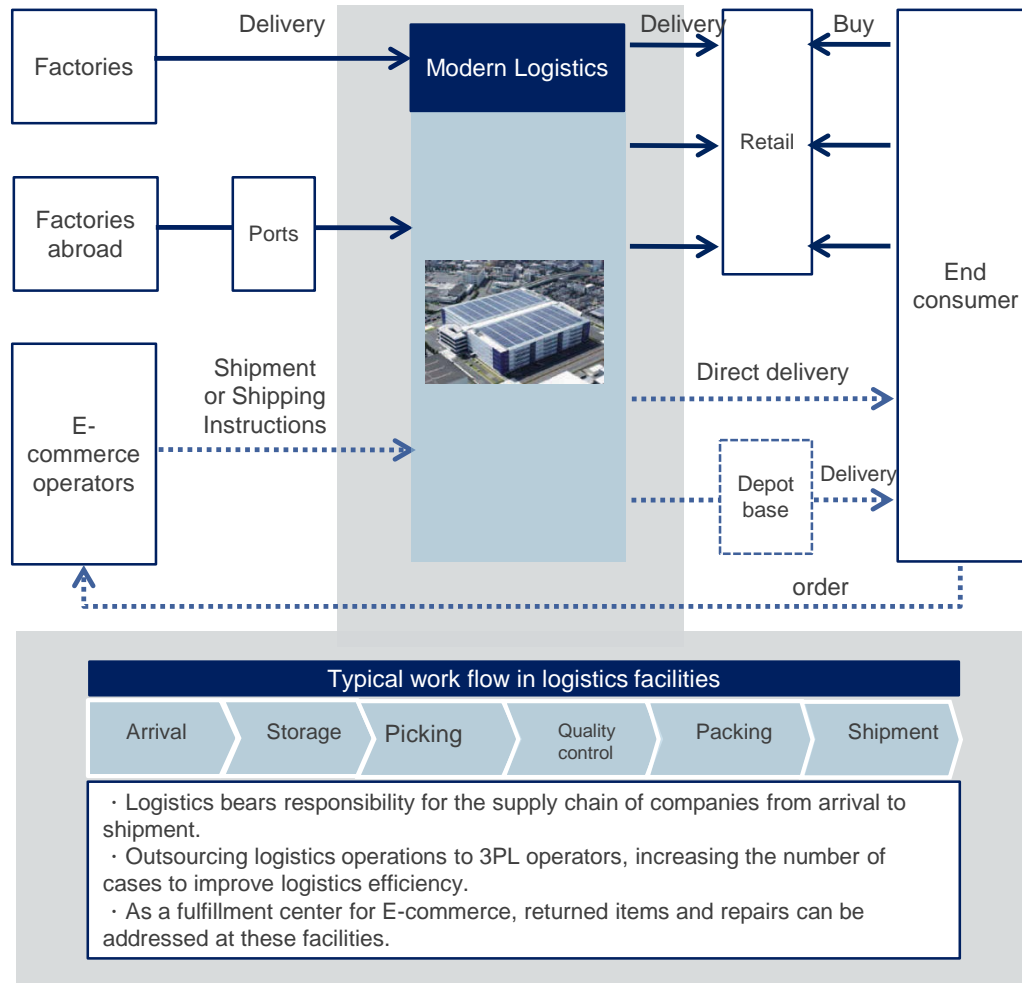 Delivery
Delivery
Buy
Factories
Modern Logistics
Retail
Factories
abroad
Ports
End
consumer
Shipment
or Shipping
Instructions
Direct delivery
E-
commerce
operators
Depot
base
Delivery
order
Typical work flow in logistics facilities
Arrival
Storage
Picking
Quality
control
Packing
Shipment
・Logistics bears responsibility for the supply chain of companies from arrival to
shipment.
・Outsourcing logistics operations to 3PL operators, increasing the number of
cases to improve logistics efficiency.
・As a fulfillment center for E-commerce, returned items and repairs can be
addressed at these facilities.